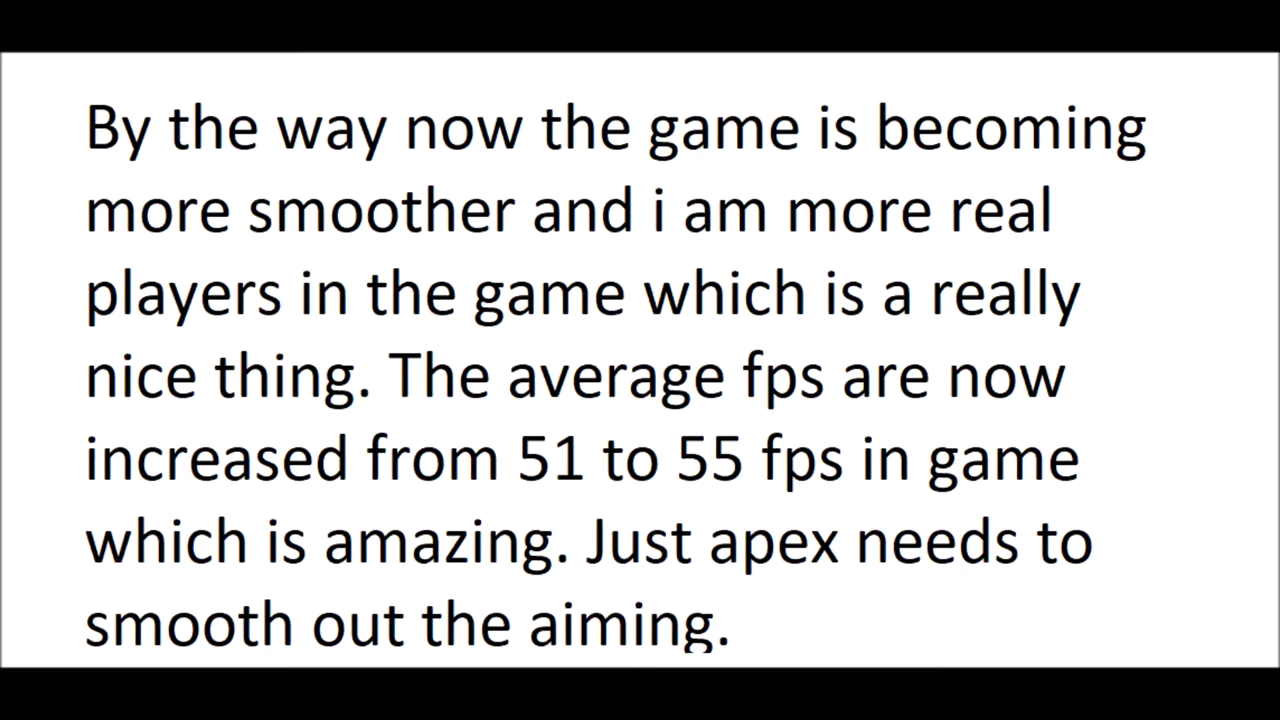 By the way now the game is becoming
more smoother and i am more real
players in the game which is a really
nice thing. The average fps are now
increased from 51 to 55 fps in game
which is amazing. Just apex needs to
smooth out the aiming.